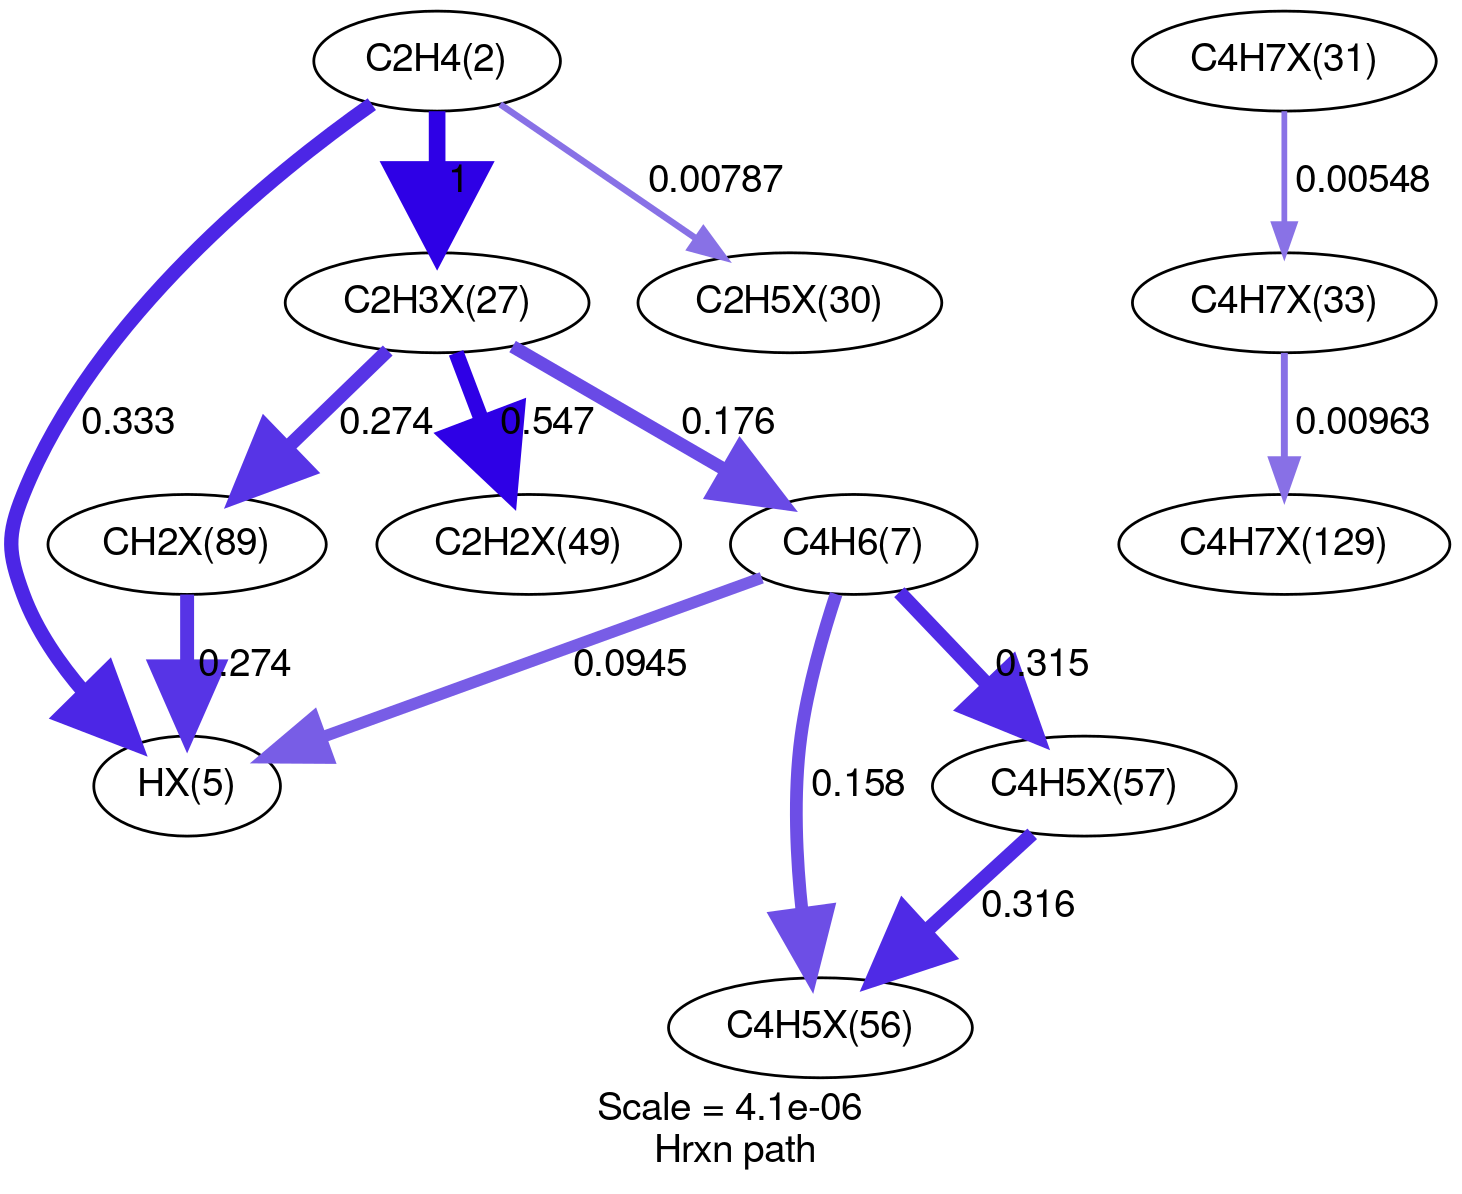 C2H4(2)
C4H7X(31)
1
0.00787
0.00548
C2H3X(27)
C2H5X(30)
C4H7X(33)
0.333
0.274
0.547
0.176
0.00963
CH2X(89)
C2H2X(49)
C4H6(7)
C4H7X(129)
0.274
0.0945
0.315
HX(5)
0.158
C4H5X(57)
0.316
C4H5X(56)
Scale = 4.1e-06
Hrxn path